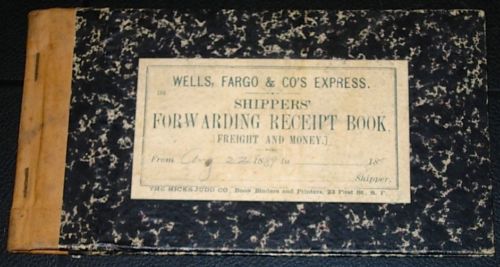 WELLS, FARGO & CO'S EXPRESS.
SHIPPERS'
FORWARDING RECEIPT BOOK.
[FREIGHT AND MONEY.]
From Aug 22 1889 to 188
Shipper.
THE HICKS-JUDD CO., Book Binders and Printers, 23 First St., S. F.